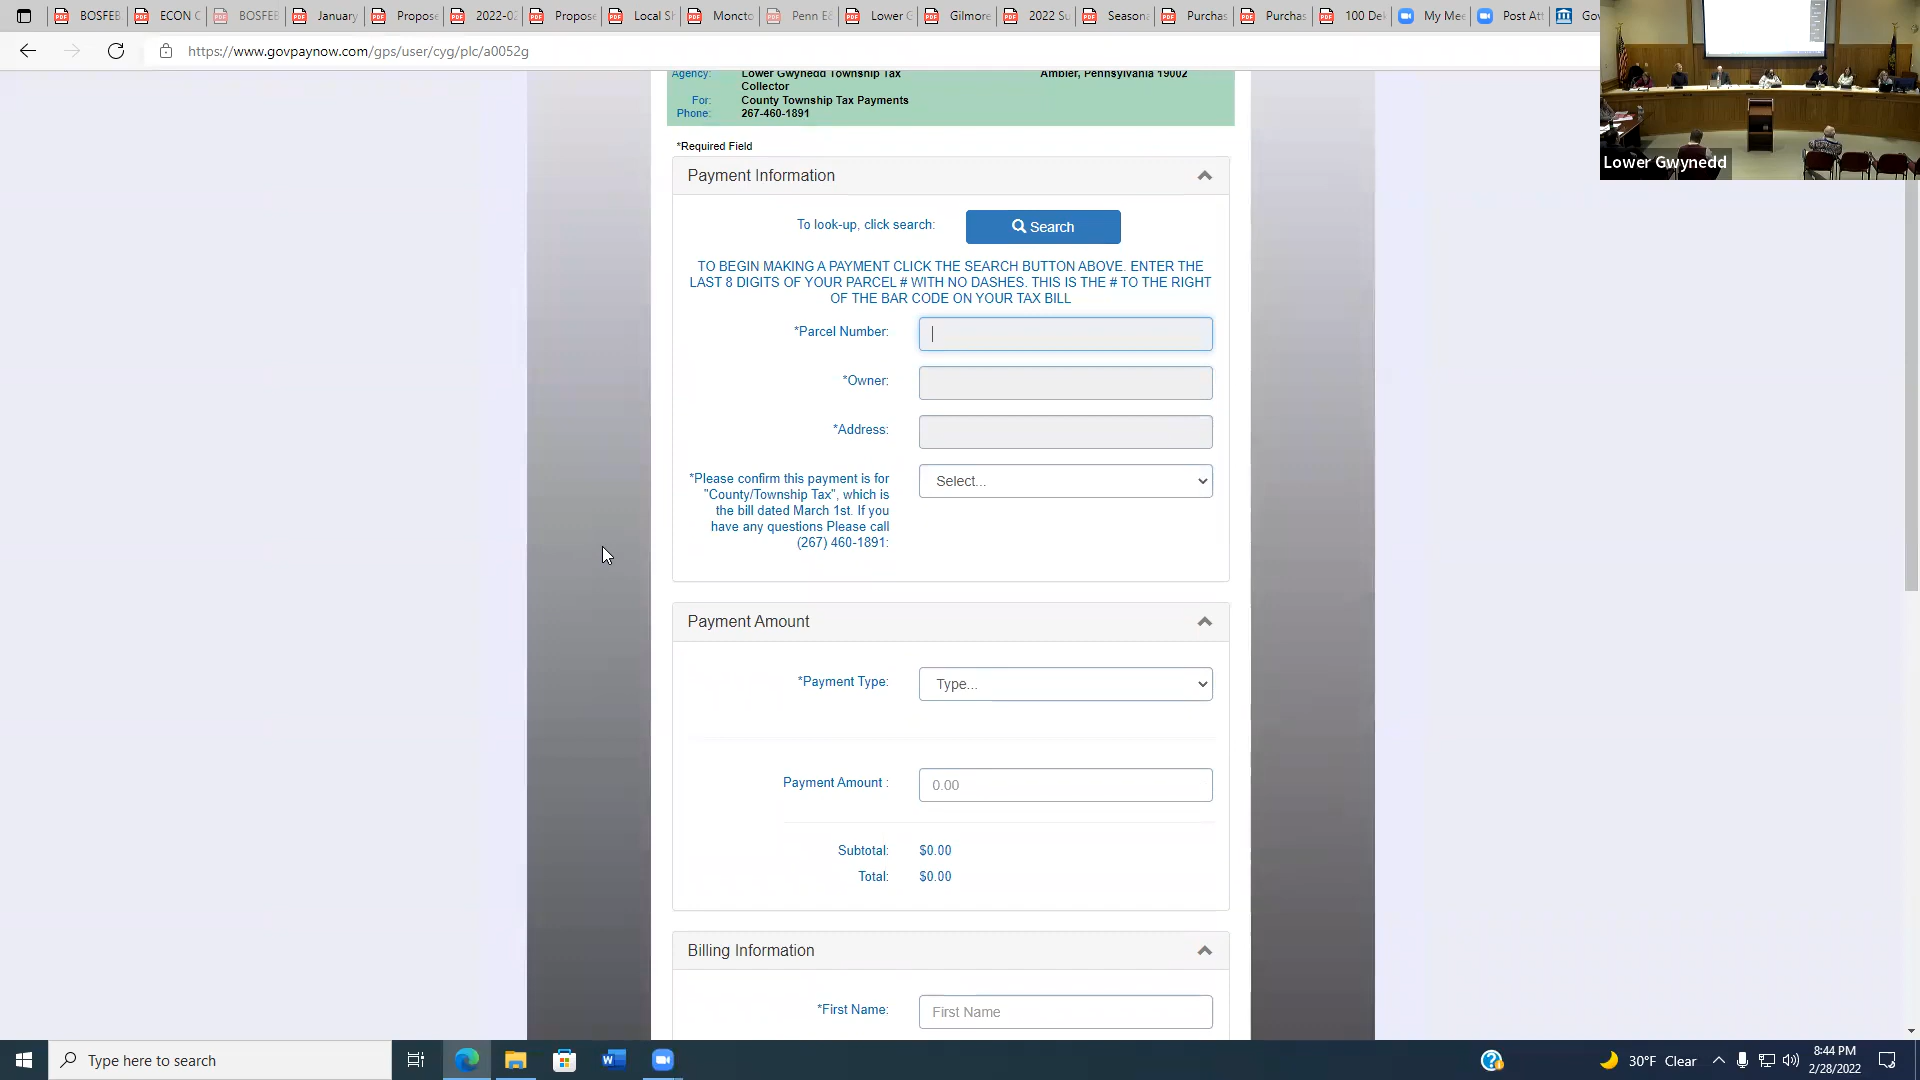 BOSFEB
ECON C
BOSFEB
January
Propose
2022-02
Propose
Local Sh
Moncto
Penn E&
Lower G
Gilmore
2022 Su
Seasona
Purchas
Purchas
100 Del
My Mee
Post Att
Gov
https://www.govpaynow.com/gps/user/cyg/plc/a0052g
Agency: Lower Gwynedd Township Tax Collector
Ambler, Pennsylvania 19002
For: County Township Tax Payments
Phone: 267-460-1891
Lower Gwynedd
*Required Field
Payment Information
To look-up, click search: Search
TO BEGIN MAKING A PAYMENT CLICK THE SEARCH BUTTON ABOVE. ENTER THE
LAST 8 DIGITS OF YOUR PARCEL # WITH NO DASHES. THIS IS THE # TO THE RIGHT
OF THE BAR CODE ON YOUR TAX BILL
*Parcel Number:
*Owner:
*Address:
*Please confirm this payment is for
"County/Township Tax", which is
the bill dated March 1st. If you
have any questions Please call
(267) 460-1891:
Select...
Payment Amount
*Payment Type: Type...
Payment Amount : 0.00
Subtotal: $0.00
Total: $0.00
Billing Information
*First Name: First Name
Type here to search
30°F Clear
8:44 PM
2/28/2022